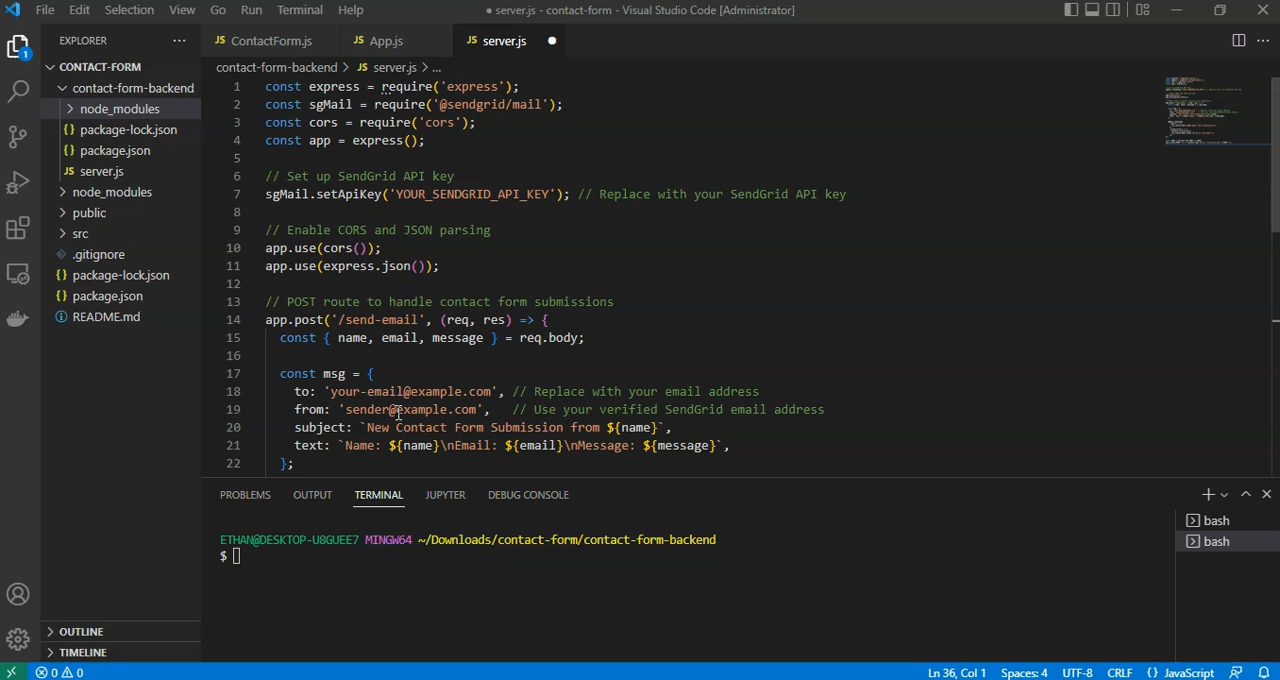 File Edit Selection View Go Run Terminal Help
● server.js - contact-form - Visual Studio Code [Administrator]
EXPLORER ...
JS ContactForm.js
JS App.js
JS server.js ●
CONTACT-FORM
contact-form-backend
node_modules
{} package-lock.json
{} package.json
JS server.js
node_modules
public
src
.gitignore
{} package-lock.json
{} package.json
README.md
OUTLINE
TIMELINE
1
contact-form-backend > JS server.js > ...
1 const express = require('express');
2 const sgMail = require('@sendgrid/mail');
3 const cors = require('cors');
4 const app = express();
5
6 // Set up SendGrid API key
7 sgMail.setApiKey('YOUR_SENDGRID_API_KEY'); // Replace with your SendGrid API key
8
9 // Enable CORS and JSON parsing
10 app.use(cors());
11 app.use(express.json());
12
13 // POST route to handle contact form submissions
14 app.post('/send-email', (req, res) => {
15 const { name, email, message } = req.body;
16
17 const msg = {
18 to: 'your-email@example.com', // Replace with your email address
19 from: 'sender@example.com', // Use your verified SendGrid email address
20 subject: `New Contact Form Submission from ${name}`,
21 text: `Name: ${name}\nEmail: ${email}\nMessage: ${message}`,
22 };
PROBLEMS OUTPUT TERMINAL JUPYTER DEBUG CONSOLE
ETHAN@DESKTOP-U8GUEE7 MINGW64 ~/Downloads/contact-form/contact-form-backend
$
bash
bash
0 0
Ln 36, Col 1 Spaces: 4 UTF-8 CRLF {} JavaScript